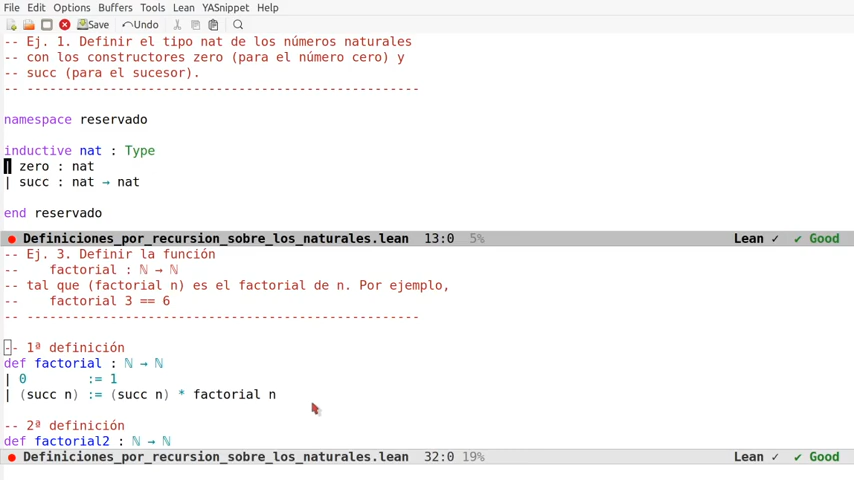 File Edit Options Buffers Tools Lean YASnippet Help
Save Undo
-- Ej. 1. Definir el tipo nat de los números naturales
-- con los constructores zero (para el número cero) y
-- succ (para el sucesor).
-- ----------------------------------------------------
namespace reservado
inductive nat : Type
| zero : nat
| succ : nat → nat
end reservado
Definiciones_por_recursion_sobre_los_naturales.lean 13:0 5% Lean ✓ ✔ Good
-- Ej. 3. Definir la función
-- factorial : ℕ → ℕ
-- tal que (factorial n) es el factorial de n. Por ejemplo,
-- factorial 3 == 6
-- ----------------------------------------------------
-- 1ª definición
def factorial : ℕ → ℕ
| 0 := 1
| (succ n) := (succ n) * factorial n
-- 2ª definición
def factorial2 : ℕ → ℕ
Definiciones_por_recursion_sobre_los_naturales.lean 32:0 19% Lean ✓ ✔ Good